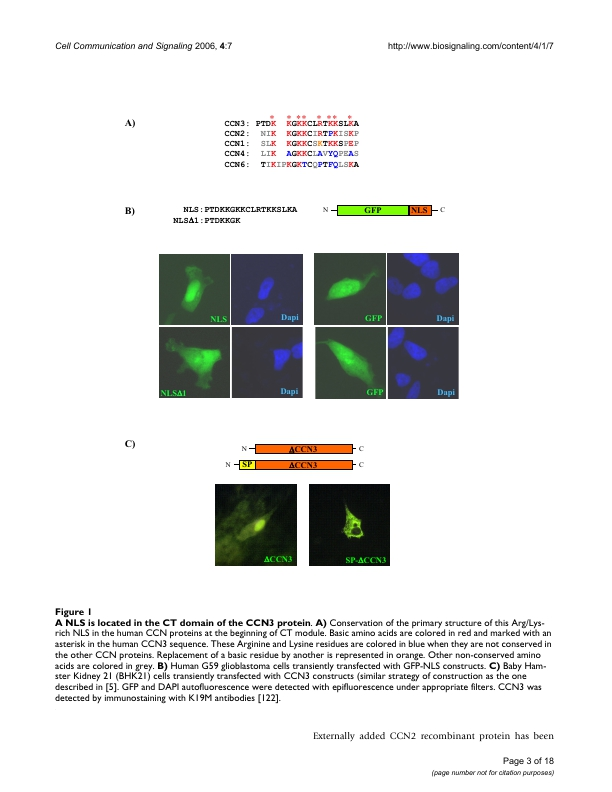 Cell Communication and Signaling 2006, 4:7
http://www.biosignaling.com/content/4/1/7
A)
* * ** * ** *
CCN3: PTDK KGKKCLRTKKSLKA
CCN2: NIK KGKKCIRTPKISKP
CCN1: SLK KGKKCSKTKKSPEP
CCN4: LIK AGKKCLAVYQPEAS
CCN6: TIKIPKGKTCQPTFQLSKA
B)
NLS:PTDKKGKKCLRTKKSLKA
NLSΔ1:PTDKKGK
N GFP NLS C
NLS Dapi GFP Dapi
NLSΔ1 Dapi GFP Dapi
C)
N ΔCCN3 C
N SP ΔCCN3 C
ΔCCN3 SP-ΔCCN3
Figure 1
A NLS is located in the CT domain of the CCN3 protein. A) Conservation of the primary structure of this Arg/Lys-
rich NLS in the human CCN proteins at the beginning of CT module. Basic amino acids are colored in red and marked with an
asterisk in the human CCN3 sequence. These Arginine and Lysine residues are colored in blue when they are not conserved in
the other CCN proteins. Replacement of a basic residue by another is represented in orange. Other non-conserved amino
acids are colored in grey. B) Human G59 glioblastoma cells transiently transfected with GFP-NLS constructs. C) Baby Ham-
ster Kidney 21 (BHK21) cells transiently transfected with CCN3 constructs (similar strategy of construction as the one
described in [5]. GFP and DAPI autofluorescence were detected with epifluorescence under appropriate filters. CCN3 was
detected by immunostaining with K19M antibodies [122].
Externally added CCN2 recombinant protein has been
Page 3 of 18
(page number not for citation purposes)